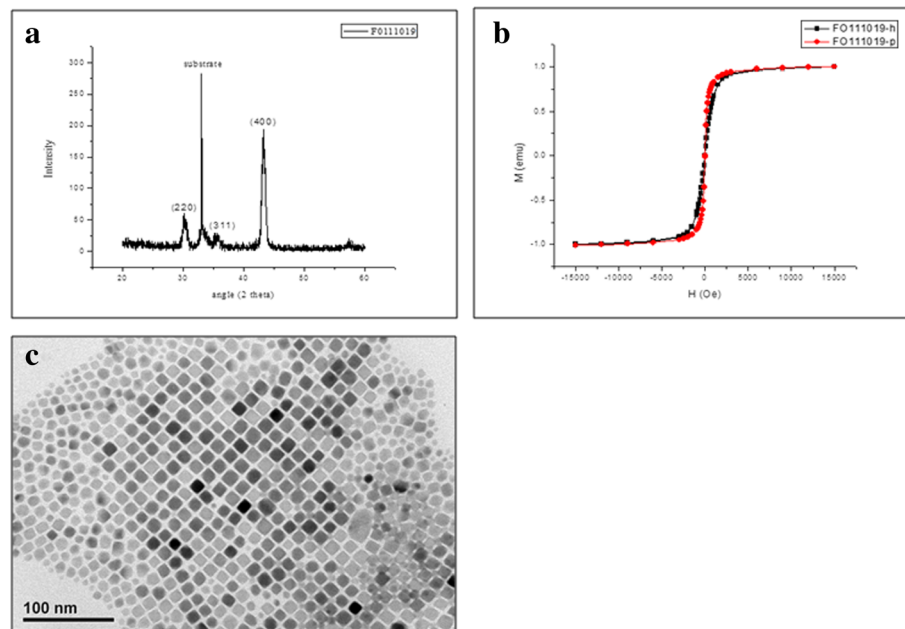 a
F0111019
substrate
(400)
(220)
(311)
Intensity
300
250
200
150
100
50
0
20
30
40
50
60
angle (2 theta)
b
FO111019-h
FO111019-p
M (emu)
1.0
0.5
0.0
-0.5
-1.0
-15000 -10000 -5000 0 5000 10000 15000
H (Oe)
c
100 nm